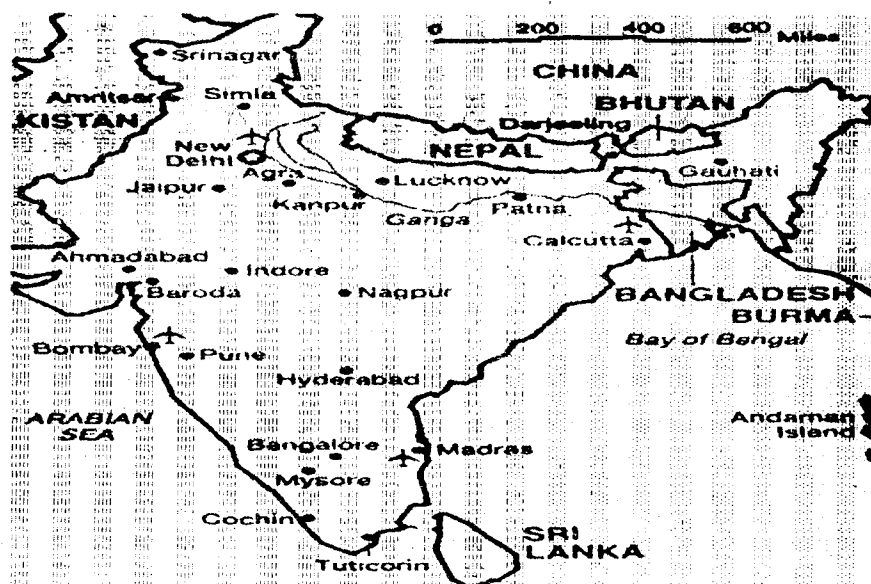 0 200 400 600 Miles
Srinagar
CHINA
Simla
Amritsar
BHUTAN
KISTAN
Darjeeling
New
Delhi
NEPAL
Gauhati
Agra
Jaipur
Lucknow
Kanpur
Patna
Ganga
Calcutta
Ahmadabad
Indore
Baroda
Nagpur
BANGLADESH
BURMA
Bombay
Pune
Bay of Bengal
Hyderabad
ARABIAN
SEA
Andaman
Island
Bangalore
Madras
Mysore
Cochin
SRI
LANKA
Tuticorin